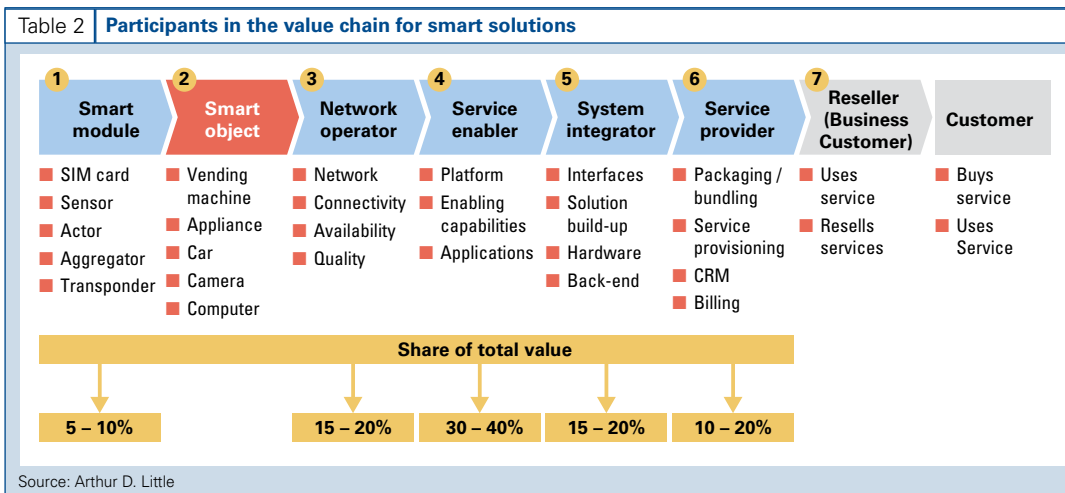 Table 2
Participants in the value chain for smart solutions
1
Smart
module
2
Smart
object
3
Network
operator
4
Service
enabler
5
System
integrator
6
Service
provider
7
Reseller
(Business
Customer)
Customer
SIM card
Sensor
Actor
Aggregator
Transponder
Vending
machine
Appliance
Car
Camera
Computer
Network
Connectivity
Availability
Quality
Platform
Enabling
capabilities
Applications
Interfaces
Solution
build-up
Hardware
Back-end
Packaging /
bundling
Service
provisioning
CRM
Billing
Uses
service
Resells
services
Buys
service
Uses
Service
Share of total value
5 – 10%
15 – 20%
30 – 40%
15 – 20%
10 – 20%
Source: Arthur D. Little